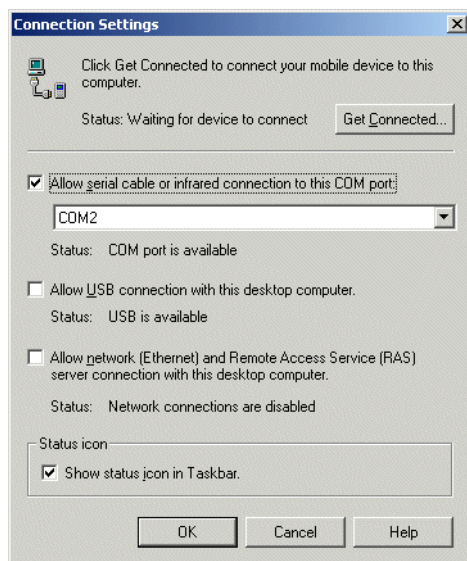 Connection Settings
Click Get Connected to connect your mobile device to this
computer.
Status: Waiting for device to connect
Get Connected...
Allow serial cable or infrared connection to this COM port:
COM2
Status: COM port is available
Allow USB connection with this desktop computer.
Status: USB is available
Allow network (Ethernet) and Remote Access Service (RAS)
server connection with this desktop computer.
Status: Network connections are disabled
Status icon
Show status icon in Taskbar.
OK
Cancel
Help